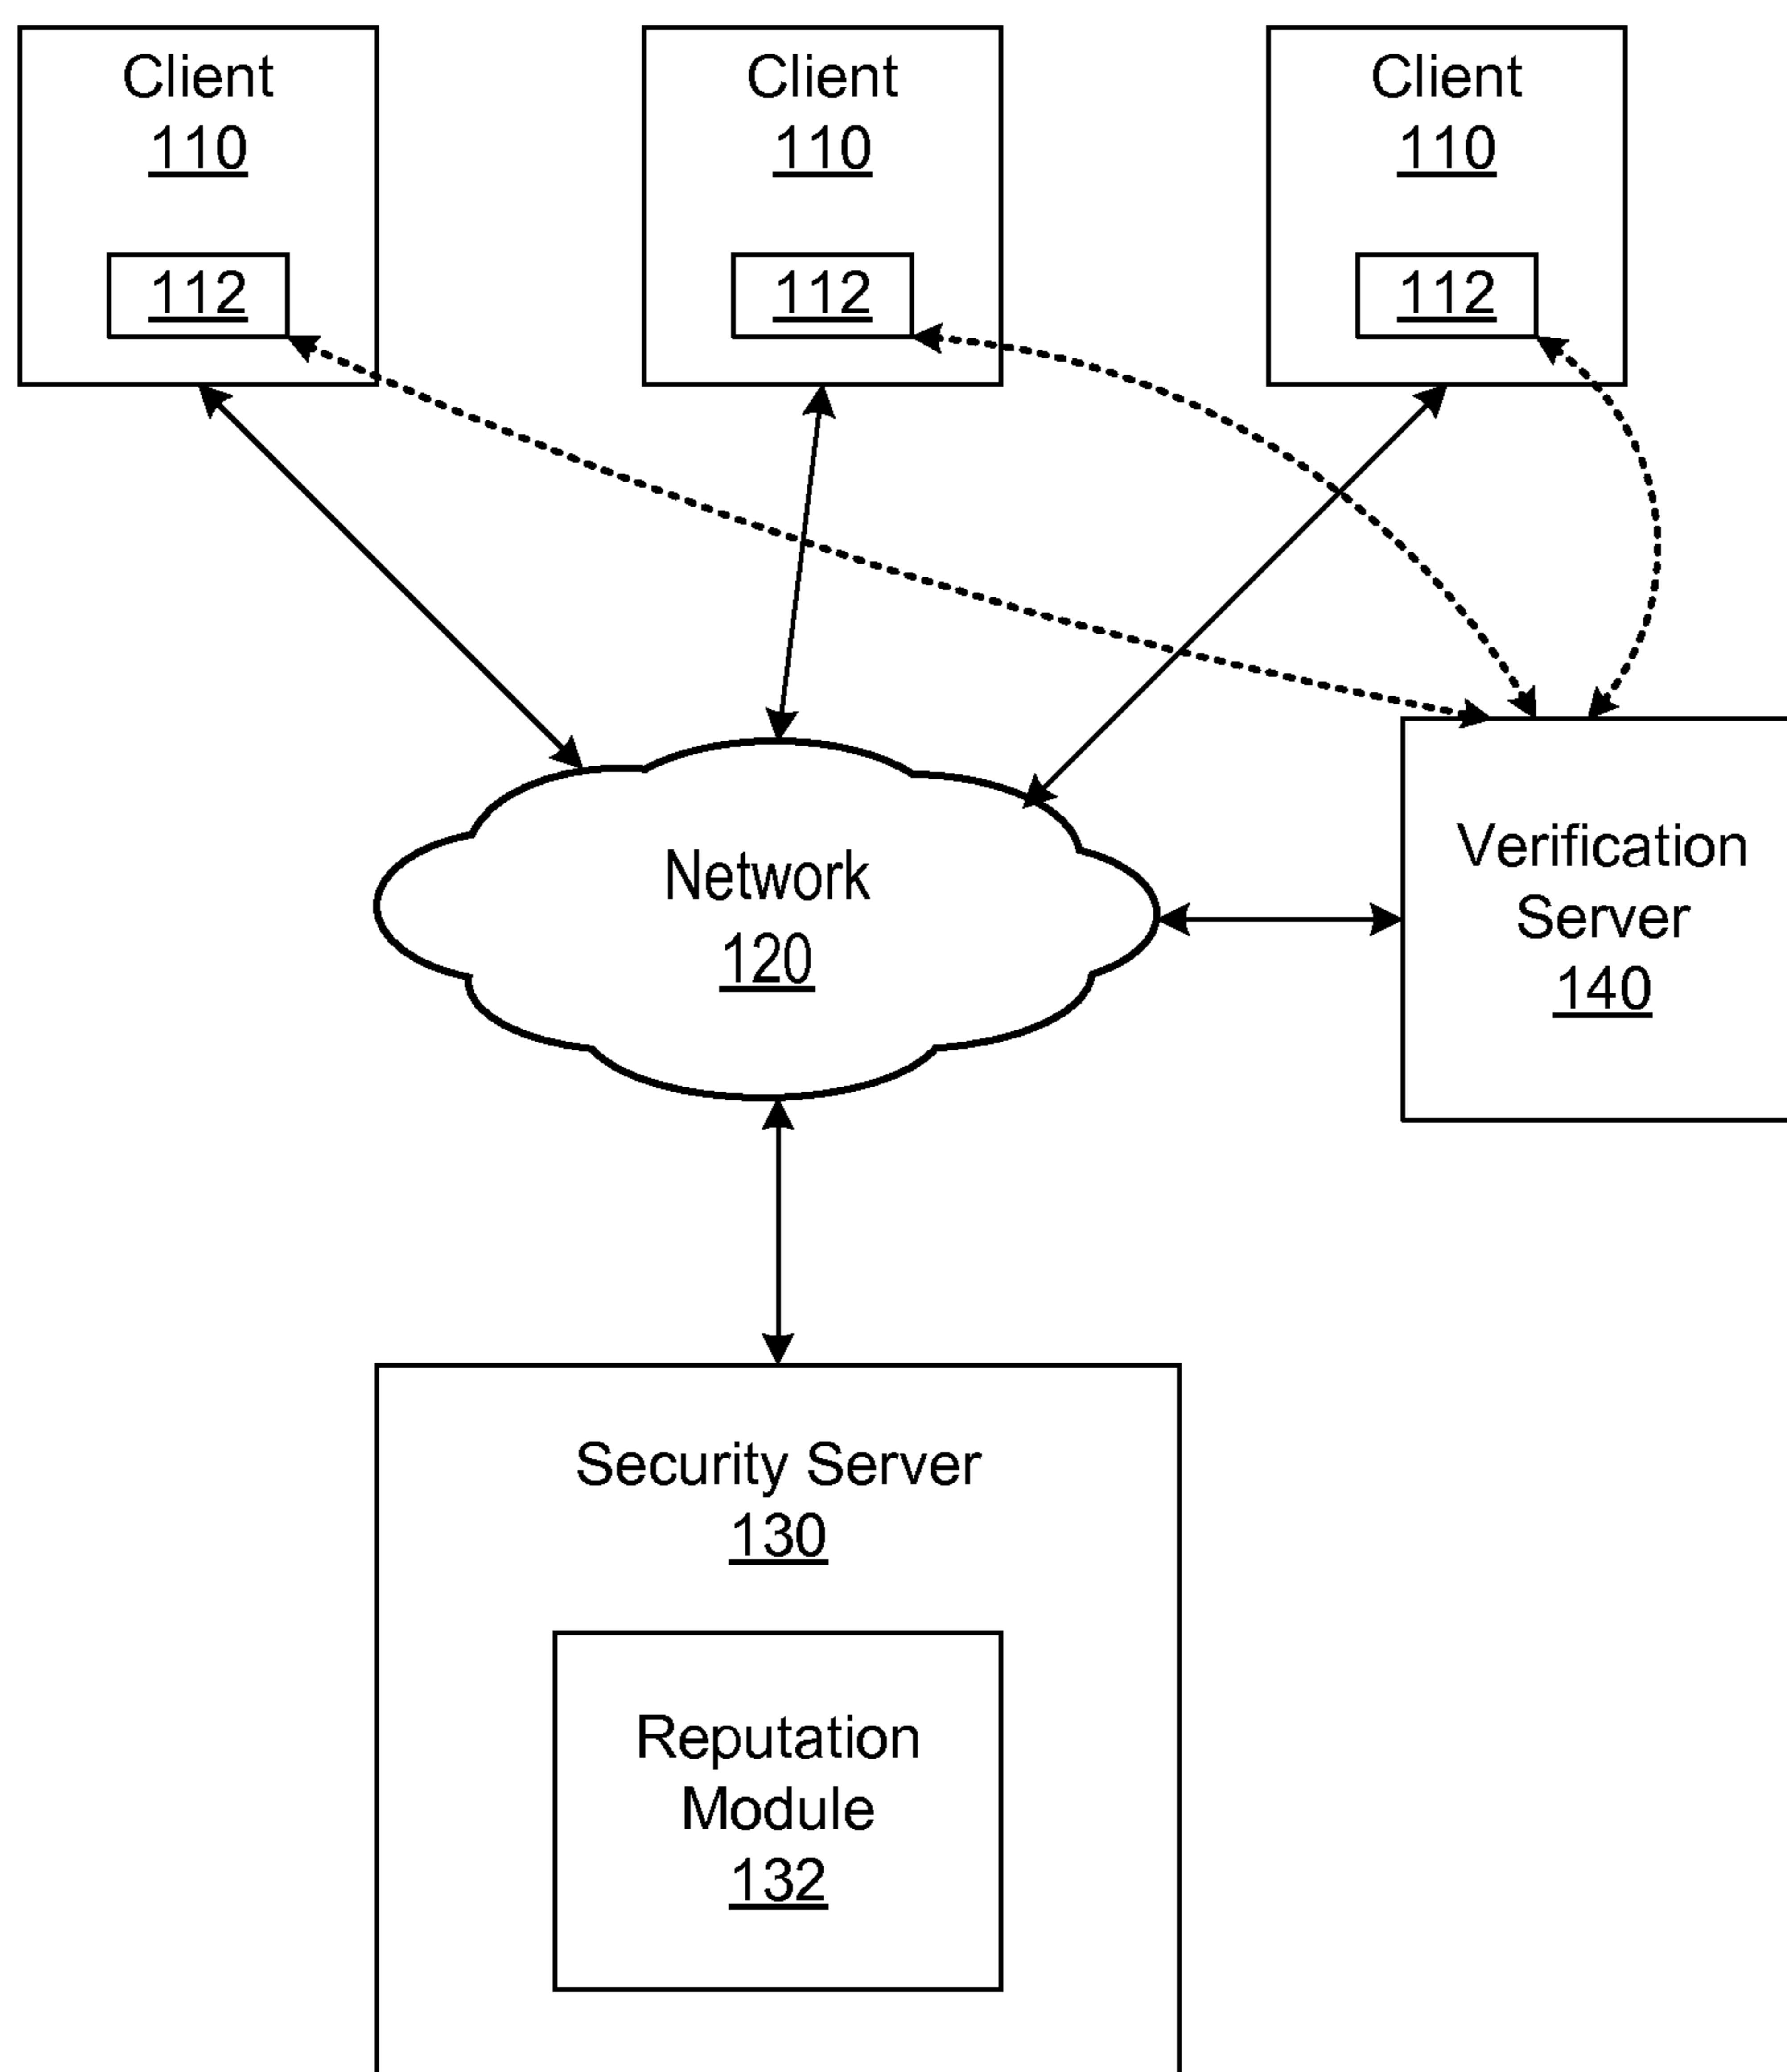 Client
110
112
Client
110
112
Client
110
112
Network
120
Verification
Server
140
Security Server
130
Reputation
Module
132